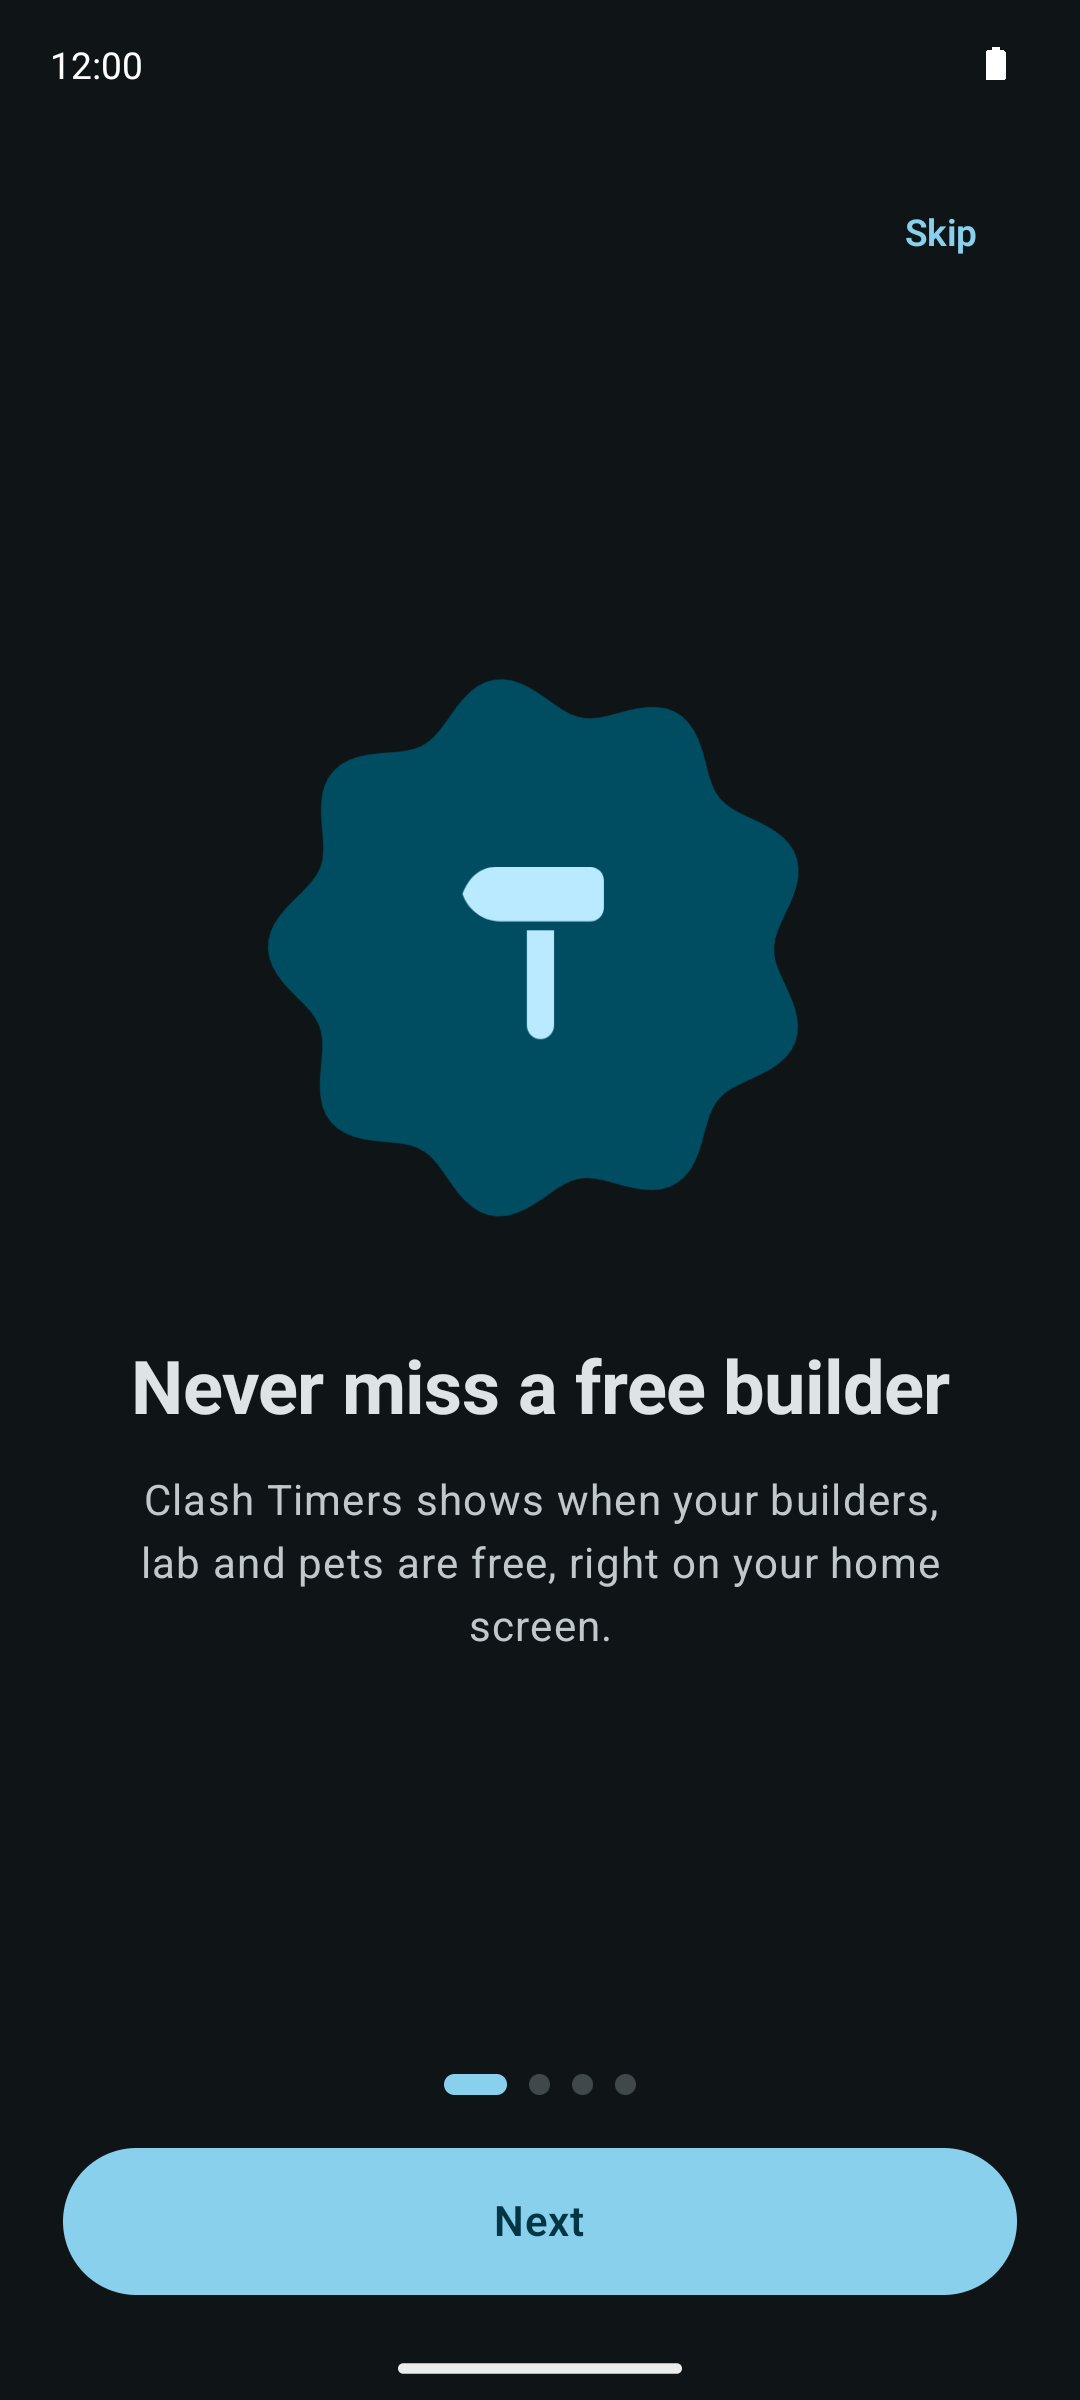 12:00
Skip
Never miss a free builder
Clash Timers shows when your builders,
lab and pets are free, right on your home
screen.
Next